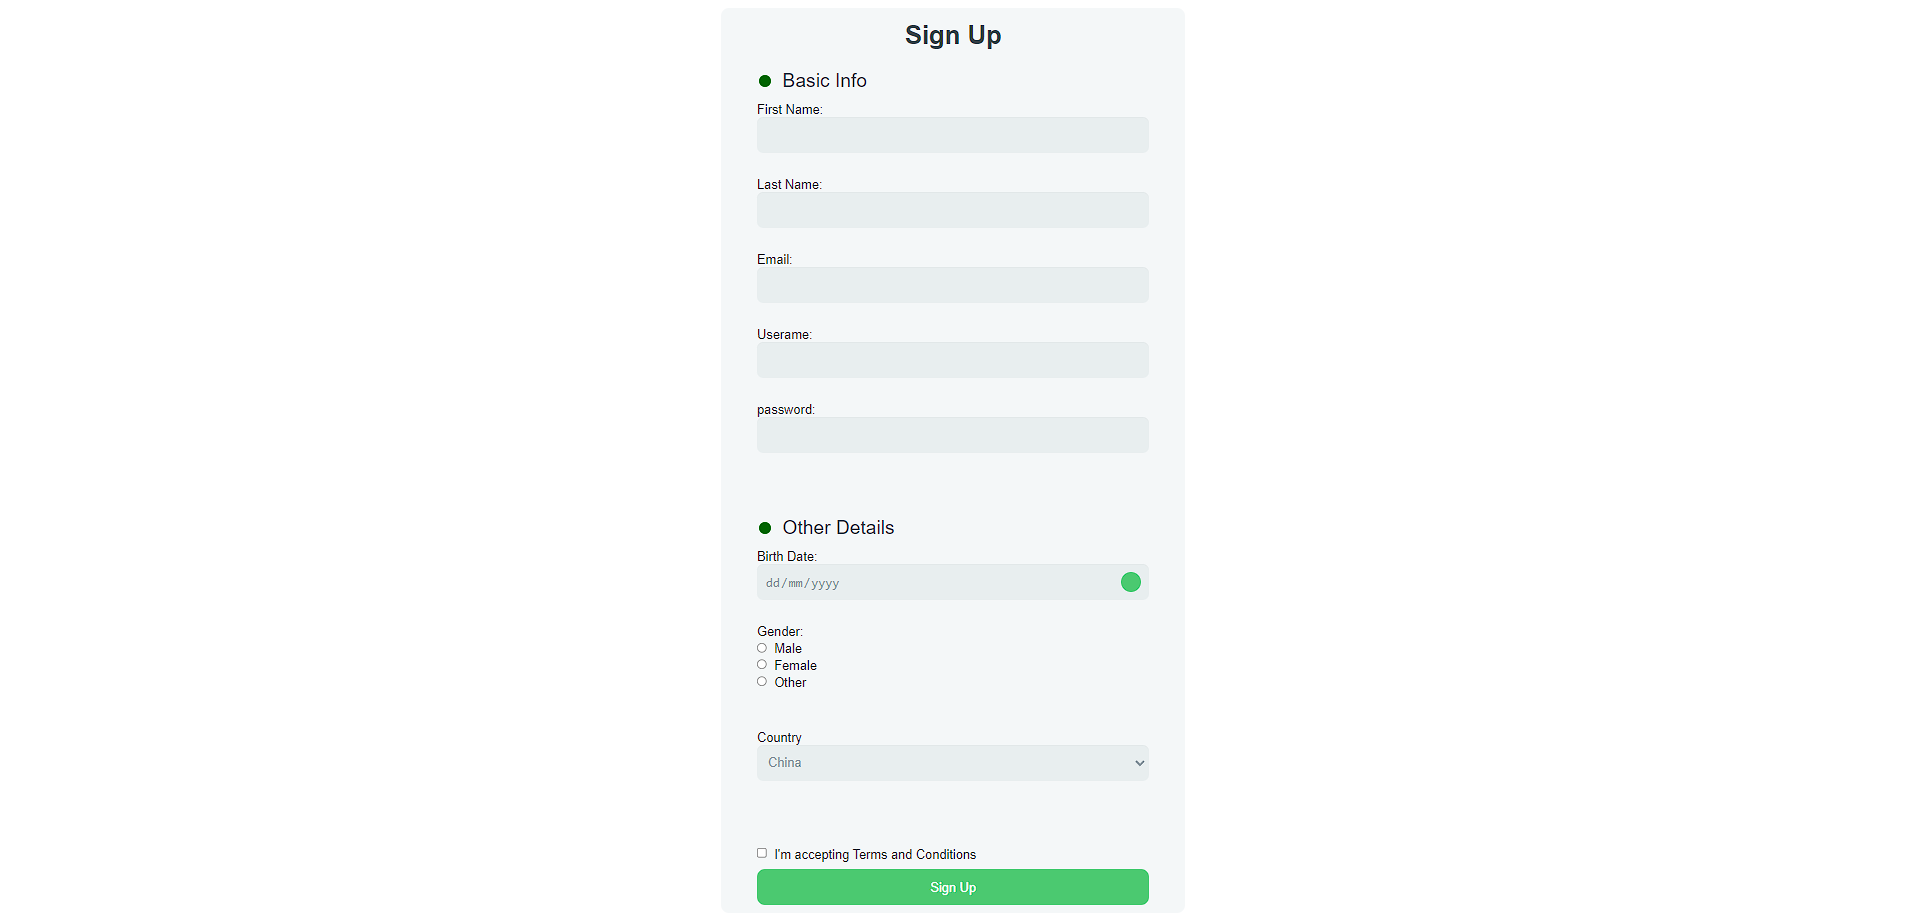 Sign Up
Basic Info
First Name:
Last Name:
Email:
Userame:
password:
Other Details
Birth Date:
dd/mm/yyyy
Gender:
Male
Female
Other
Country
China
I'm accepting Terms and Conditions
Sign Up